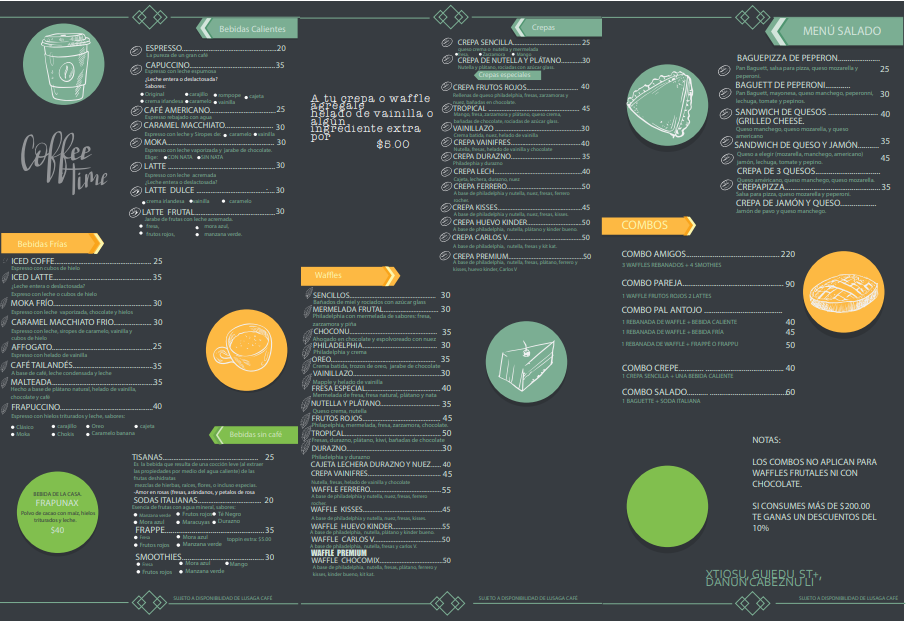 Coffee
Time
Bebidas Calientes
ESPRESSO 20
La pureza de un gran café
CAPUCCINO 35
Espresso con leche espumosa
¿Leche entera o deslactosada?
Sabores:
Original carajillo rompope cajeta
crema irlandesa caramelo vainilla
CAFÉ AMERICANO 25
Espresso rebajado con agua
CARAMEL MACCHIATO 30
Espresso con leche y Siropes de caramelo vainilla
MOKA 30
Espresso con leche vaporizada y jarabe de chocolate.
Elige: CON NATA SIN NATA
LATTE 30
Espresso con leche acremada
¿Leche entera o deslactosada?
LATTE DULCE 30
crema irlandesa vainilla caramelo
LATTE FRUTAL 30
Jarabe de frutas con leche acremada.
fresa, mora azul,
frutos rojos, manzana verde.
Bebidas Frías
ICED COFFE 25
Espresso con cubos de hielo
ICED LATTE 35
¿Leche entera o deslactosada?
Espreso con leche o cubos de hielo
MOKA FRÍO 30
Espresso con leche vaporizada, chocolate y hielos
CARAMEL MACCHIATO FRIO 30
Espresso con leche, siropes de caramelo, vainilla y
cubos de hielo
AFFOGATO 25
Espresso con helado de vainilla
CAFÉ TAILANDÉS 35
A base de café, leche condensada y leche
MALTEADA 35
Hecho a base de plátano natural, helado de vainilla,
chocolate y café
FRAPUCCINO 40
Espresso con hielos triturados y leche, sabores:
Clásico carajillo Oreo cajeta
Moka Chokis Caramelo banana
Bebidas sin café
BEBIDA DE LA CASA.
FRAPUNAX
Polvo de cacao con maíz, hielos
triturados y leche.
$40
TISANAS 25
Es la bebida que resulta de una cocción leve (al extraer
las propiedades por medio del agua caliente) de las
frutas deshidratadas
mezclas de hierbas, raíces, flores, o incluso especias.
-Amor en rosas (fresas, arándanos, y petalos de rosa
SODAS ITALIANAS 20
Esencia de frutas con agua mineral, sabores:
Manzana verde Frutos rojos Té Negro
Mora azul Maracuyas Durazno
FRAPPE 35
Fresa Mora azul toppin extra: $5.00
Frutos rojos Manzana verde
SMOOTHIES 30
Fresa Mora azul Mango
Frutos rojos Manzana verde
SUJETO A DISPONIBILIDAD DE LUSAGA CAFÉ
A tu crepa o waffle
agrégale
helado de vainilla o
algún
ingrediente extra
por
$5.00
Waffles
SENCILLOS 30
Bañados de miel y rociados con azúcar glass
MERMELADA FRUTAL 30
Philadelphia con mermelada de sabores: fresa,
zarzamora y piña
CHOCONU 35
Ahogado en chocolate y espolvoreado con nuez
PHILADELPHIA 30
Philadelphia y crema
OREO 35
Crema batida, trozos de oreo, jarabe de chocolate
VAINILLAZO 30
Mapple y helado de vainilla
FRESA ESPECIAL 40
Mermelada de fresa, fresa natural, plátano y nata
NUTELLA Y PLÁTANO 35
Queso crema, nutella
FRUTOS ROJOS 45
Philapelphia, mermelada, fresa, zarzamora, chocolate.
TROPICAL 50
Fresas, durazno, plátano, kiwi, bañadas de chocolate
DURAZNO 30
Philadelphia y durazno
CAJETA LECHERA DURAZNO Y NUEZ 40
CREPA VAINIFRES 45
Nutella, fresas, helado de vainilla y chocolate
WAFFLE FERRERO 55
A base de philadelphia y nutella, nuez, fresas, ferrero
rocher.
WAFFLE KISSES 45
A base de philadelphia y nutella, nuez, fresas, kisses.
WAFFLE HUEVO KINDER 55
A base de philadelphia, nutella, plátano y kinder bueno
WAFFLE CARLOS V 50
A base de philadelphia, nutella, fresas y carlos V.
WAFFLE PREMIUM
WAFFLE CHOCOMIX 50
A base de philadelphia, nutella, fresas, plátano, ferrero y
kisses, kinder bueno, kit kat.
Crepas
CREPA SENCILLA 25
queso crema o nutella y mermelada
fresa Zarzamora Mango
CREPA DE NUTELLA Y PLÁTANO 30
Nutella y plátano, rociadas con azúcar glass.
Crepas especiales
CREPA FRUTOS ROJOS 40
Rellenas de queso philadelphia, fresas, zarzamoras y
nuez, bañadas en chocolate.
TROPICAL 45
Mango, fresa, zarzamora y plátano, queso crema,
bañadas de chocolate, rociadas de azúcar glass.
VAINILLAZO 30
Crema batida, nuez, helado de vainilla
CREPA VAINIFRES 40
Nutella, fresas, helado de vainilla y chocolate
CREPA DURAZNO 35
Philadelphia y durazno
CREPA LECH 40
Cajeta, lechera, durazno, nuez
CREPA FERRERO 50
A base de philadelphia y nutella, nuez, fresas, ferrero
rocher.
CREPA KISSES 45
A base de philadelphia y nutella, nuez, fresas, kisses.
CREPA HUEVO KINDER 50
A base de philadelphia, nutella, plátano y kinder bueno.
CREPA CARLOS V 50
A base de philadelphia, nutella, fresas y kit kat.
CREPA PREMIUM 50
A base de philadelphia, nutella, fresas, plátano, ferrero y
kisses, huevo kinder, Carlos V
SUJETO A DISPONIBILIDAD DE LUSAGA CAFÉ
MENÚ SALADO
BAGUEPIZZA DE PEPERON
Pan Baguett, salsa para pizza, queso mozarella y 25
peperoni.
BAGUETT DE PEPERONI
Pan Baguett, mayonesa, queso manchego, peperonni, 30
lechuga, tomate y pepinos.
SANDWICH DE QUESOS 40
(GRILLED CHEESE,
Queso manchego, queso mozarella, y queso
americano
SANDWICH DE QUESO Y JAMÓN 35
Queso a elegir (mozarella, manchego, americano) 45
jamón, lechuga, tomate y pepino.
CREPA DE 3 QUESOS
Queso américano, queso manchego, queso mozarella.
CREPAPIZZA 35
Salsa para pizza, queso mozarella y peperoni.
CREPA DE JAMÓN Y QUESO
Jamón de pavo y queso manchego
COMBOS
COMBO AMIGOS 220
3 WAFFLES REBANADOS + 4 SMOTHIES
COMBO PAREJA 90
1 WAFFLE FRUTOS ROJOS 2 LATTES
COMBO PAL ANTOJO
1 REBANADA DE WAFFLE + BEBIDA CALIENTE 40
1 REBANADA DE WAFFLE + BEBIDA FRÍA 45
1 REBANADA DE WAFFLE + FRAPPÉ O FRAPPU 50
COMBO CREPE 40
1 CREPA SENCILLA + UNA BEBIDA CALIENTE
COMBO SALADO 60
1 BAGUETTE + SODA ITALIANA
NOTAS:
LOS COMBOS NO APLICAN PARA
WAFFLES FRUTALES NI CON
CHOCOLATE.
SI CONSUMES MÁS DE $200.00
TE GANAS UN DESCUENTOS DEL
10%
XTIOSU GUIEDU ST+,
DANUN CABEZNU LI
SUJETO A DISPONIBILIDAD DE LUSAGA CAFÉ